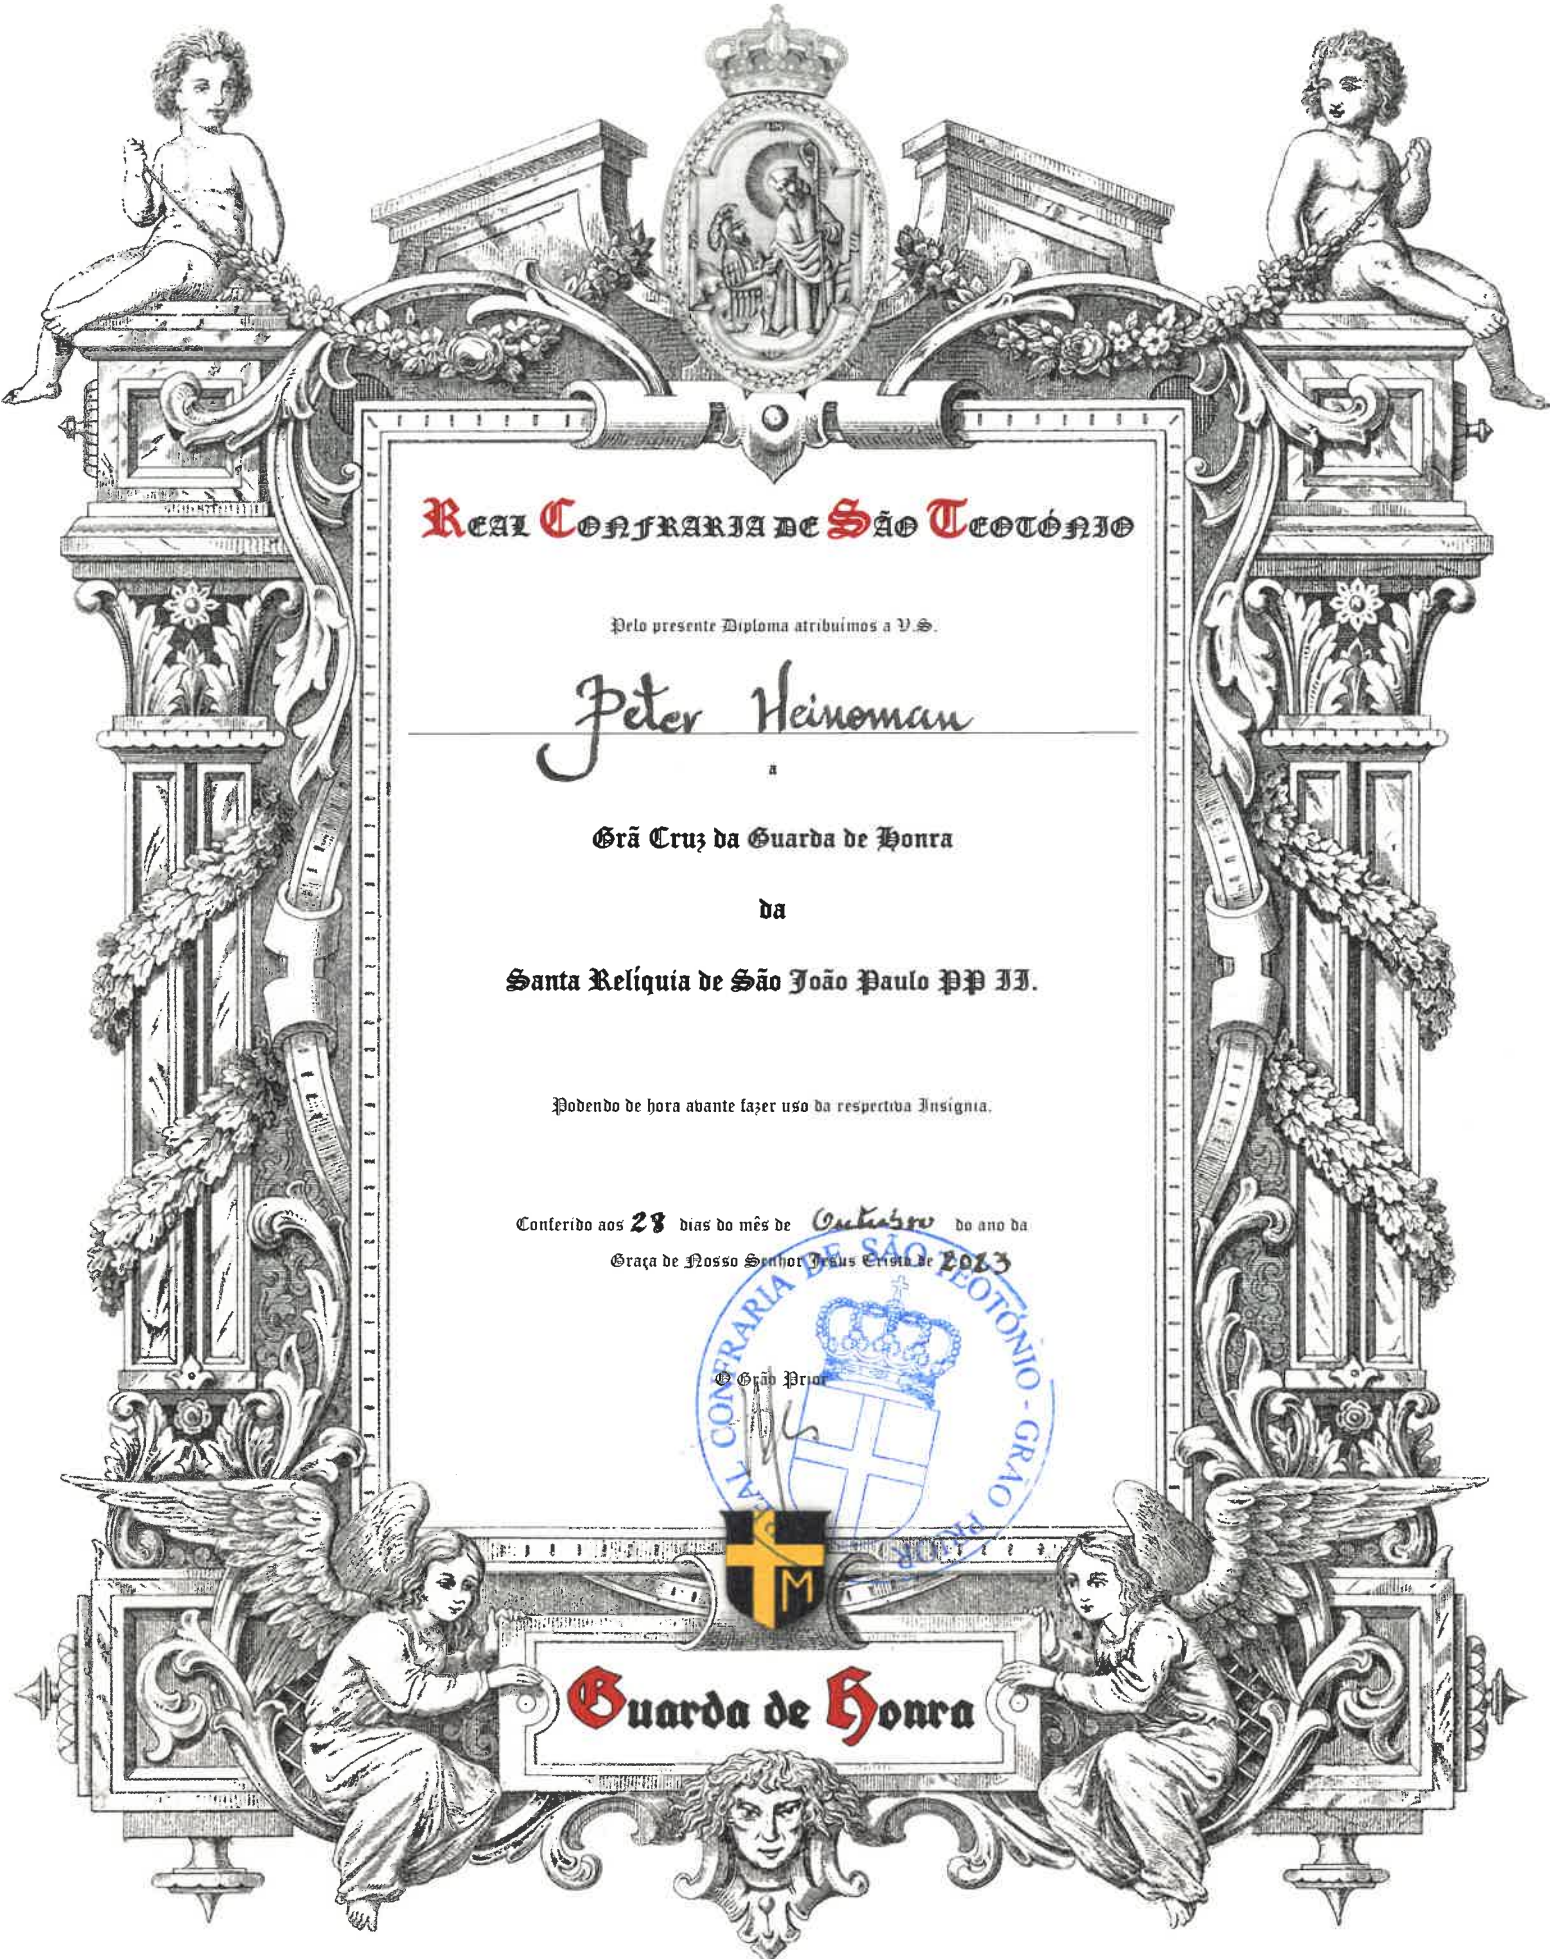 Real Confraria de São Teotónio
Pelo presente Diploma atribuímos a V.S.
Peter Heineman
a
Grã Cruz da Guarda de Honra
da
Santa Relíquia de São João Paulo PP II.
Podendo de hora avante fazer uso da respectiva Insígnia.
Conferido aos 28 dias do mês de Outubro do ano da
Graça de Nosso Senhor Jesus Cristo de 2023
O Grão Prior
REAL CONFRARIA DE SÃO TEOTÓNIO - GRÃO PRIOR
M
Guarda de Honra